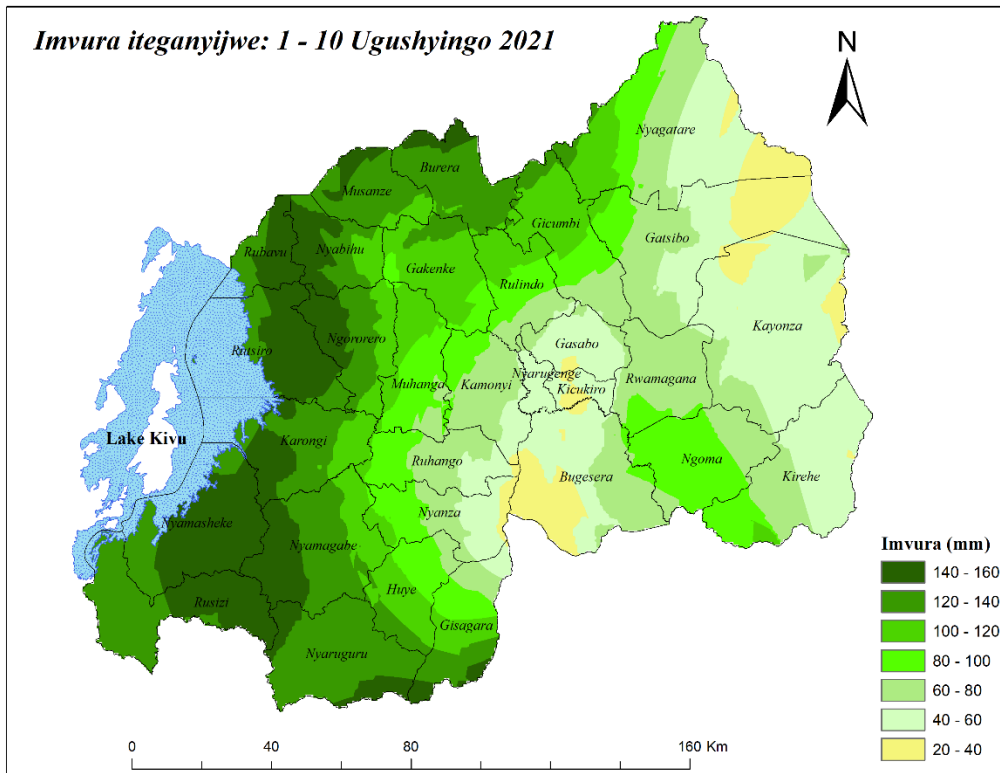 Imvura iteganyijwe: 1 - 10 Ugushyingo 2021
N
Nyagatare
Burera
Musanze
Gicumbi
Rubavu
Nyabihu
Gakenke
Gatsibo
Rulindo
Kayonza
Rutsiro
Ngororero
Gasabo
Muhanga
Kamonyi
Nyarugenge
Kicukiro
Rwamagana
Lake Kivu
Karongi
Ruhango
Ngoma
Bugesera
Kirehe
Nyanza
Nyamasheke
Nyamagabe
Huye
Rusizi
Gisagara
Nyaruguru
Imvura (mm)
140 - 160
120 - 140
100 - 120
80 - 100
60 - 80
40 - 60
20 - 40
0 40 80 160 Km